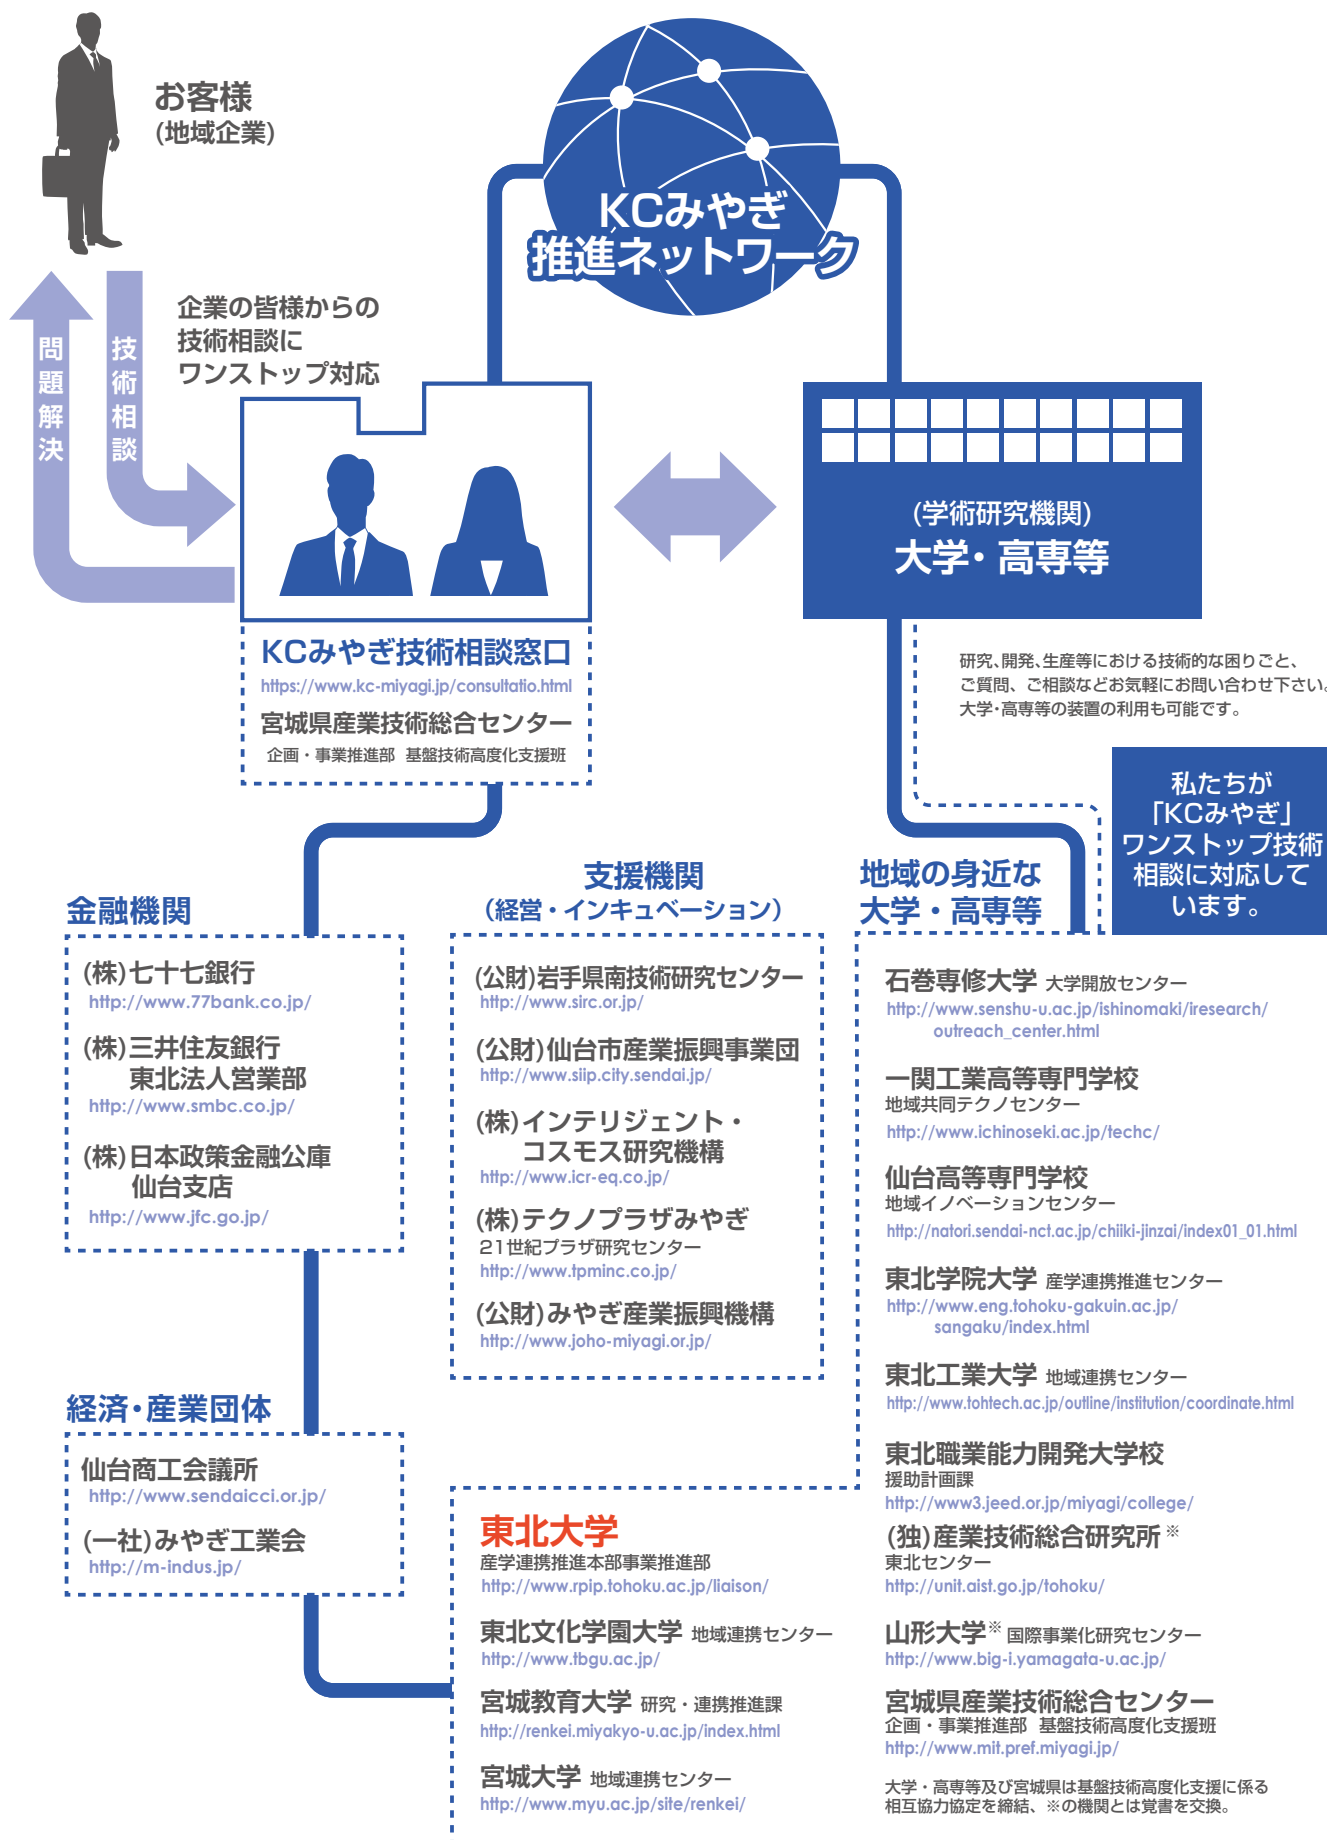 お客様
(地域企業)
KCみやぎ
推進ネットワーク
問題解決
技術相談
企業の皆様からの
技術相談に
ワンストップ対応
(学術研究機関)
大学・高専等
KCみやぎ技術相談窓口
https://www.kc-miyagi.jp/consultatio.html
宮城県産業技術総合センター
企画・事業推進部 基盤技術高度化支援班
研究、開発、生産等における技術的な困りごと、
ご質問、ご相談などお気軽にお問い合わせ下さい。
大学・高専等の装置の利用も可能です。
私たちが
「KCみやぎ」
ワンストップ技術
相談に対応して
います。
金融機関
(株)七十七銀行
http://www.77bank.co.jp/
(株)三井住友銀行
東北法人営業部
http://www.smbc.co.jp/
(株)日本政策金融公庫
仙台支店
http://www.jfc.go.jp/
経済・産業団体
仙台商工会議所
http://www.sendaicci.or.jp/
(一社)みやぎ工業会
http://m-indus.jp/
支援機関
（経営・インキュベーション）
(公財)岩手県南技術研究センター
http://www.sirc.or.jp/
(公財)仙台市産業振興事業団
http://www.siip.city.sendai.jp/
(株)インテリジェント・
コスモス研究機構
http://www.icr-eq.co.jp/
(株)テクノプラザみやぎ
21世紀プラザ研究センター
http://www.tpminc.co.jp/
(公財)みやぎ産業振興機構
http://www.joho-miyagi.or.jp/
地域の身近な
大学・高専等
石巻専修大学 大学開放センター
http://www.senshu-u.ac.jp/ishinomaki/iresearch/
outreach_center.html
一関工業高等専門学校
地域共同テクノセンター
http://www.ichinoseki.ac.jp/techc/
仙台高等専門学校
地域イノベーションセンター
http://natori.sendai-nct.ac.jp/chiiki-jinzai/index01_01.html
東北学院大学 産学連携推進センター
http://www.eng.tohoku-gakuin.ac.jp/
sangaku/index.html
東北工業大学 地域連携センター
http://www.tohtech.ac.jp/outline/institution/coordinate.html
東北職業能力開発大学校
援助計画課
http://www3.jeed.or.jp/miyagi/college/
(独)産業技術総合研究所※
東北センター
http://unit.aist.go.jp/tohoku/
山形大学※ 国際事業化研究センター
http://www.big-i.yamagata-u.ac.jp/
宮城県産業技術総合センター
企画・事業推進部 基盤技術高度化支援班
http://www.mit.pref.miyagi.jp/
大学・高専等及び宮城県は基盤技術高度化支援に係る
相互協力協定を締結、※の機関とは覚書を交換。
東北大学
産学連携推進本部事業推進部
http://www.rpip.tohoku.ac.jp/liaison/
東北文化学園大学 地域連携センター
http://www.tbgu.ac.jp/
宮城教育大学 研究・連携推進課
http://renkei.miyakyo-u.ac.jp/index.html
宮城大学 地域連携センター
http://www.myu.ac.jp/site/renkei/